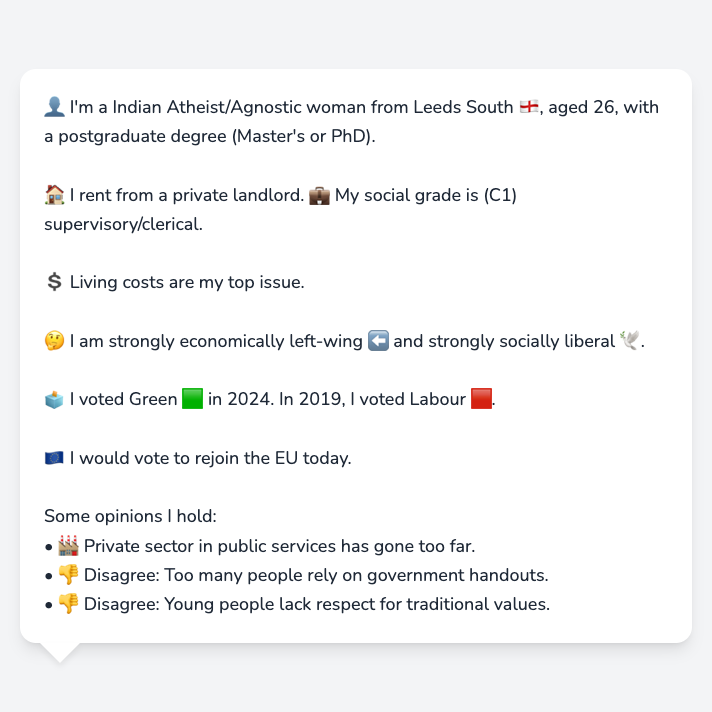 👤 I'm a Indian Atheist/Agnostic woman from Leeds South 🏴󠁧󠁢󠁥󠁮󠁧󠁿, aged 26, with
a postgraduate degree (Master's or PhD).
🏠 I rent from a private landlord. 💼 My social grade is (C1)
supervisory/clerical.
💲 Living costs are my top issue.
🤔 I am strongly economically left-wing ⬅️ and strongly socially liberal 🕊️.
🗳️ I voted Green 🟩 in 2024. In 2019, I voted Labour 🟥.
🇪🇺 I would vote to rejoin the EU today.
Some opinions I hold:
• 🏭 Private sector in public services has gone too far.
• 👎 Disagree: Too many people rely on government handouts.
• 👎 Disagree: Young people lack respect for traditional values.